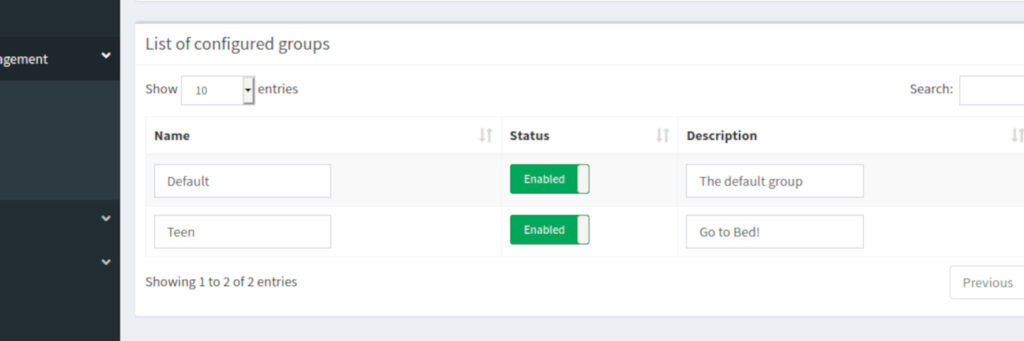 List of configured groups
agement
Show 10 entries Search:
Name Status Description
Default Enabled The default group
Teen Enabled Go to Bed!
Showing 1 to 2 of 2 entries Previous